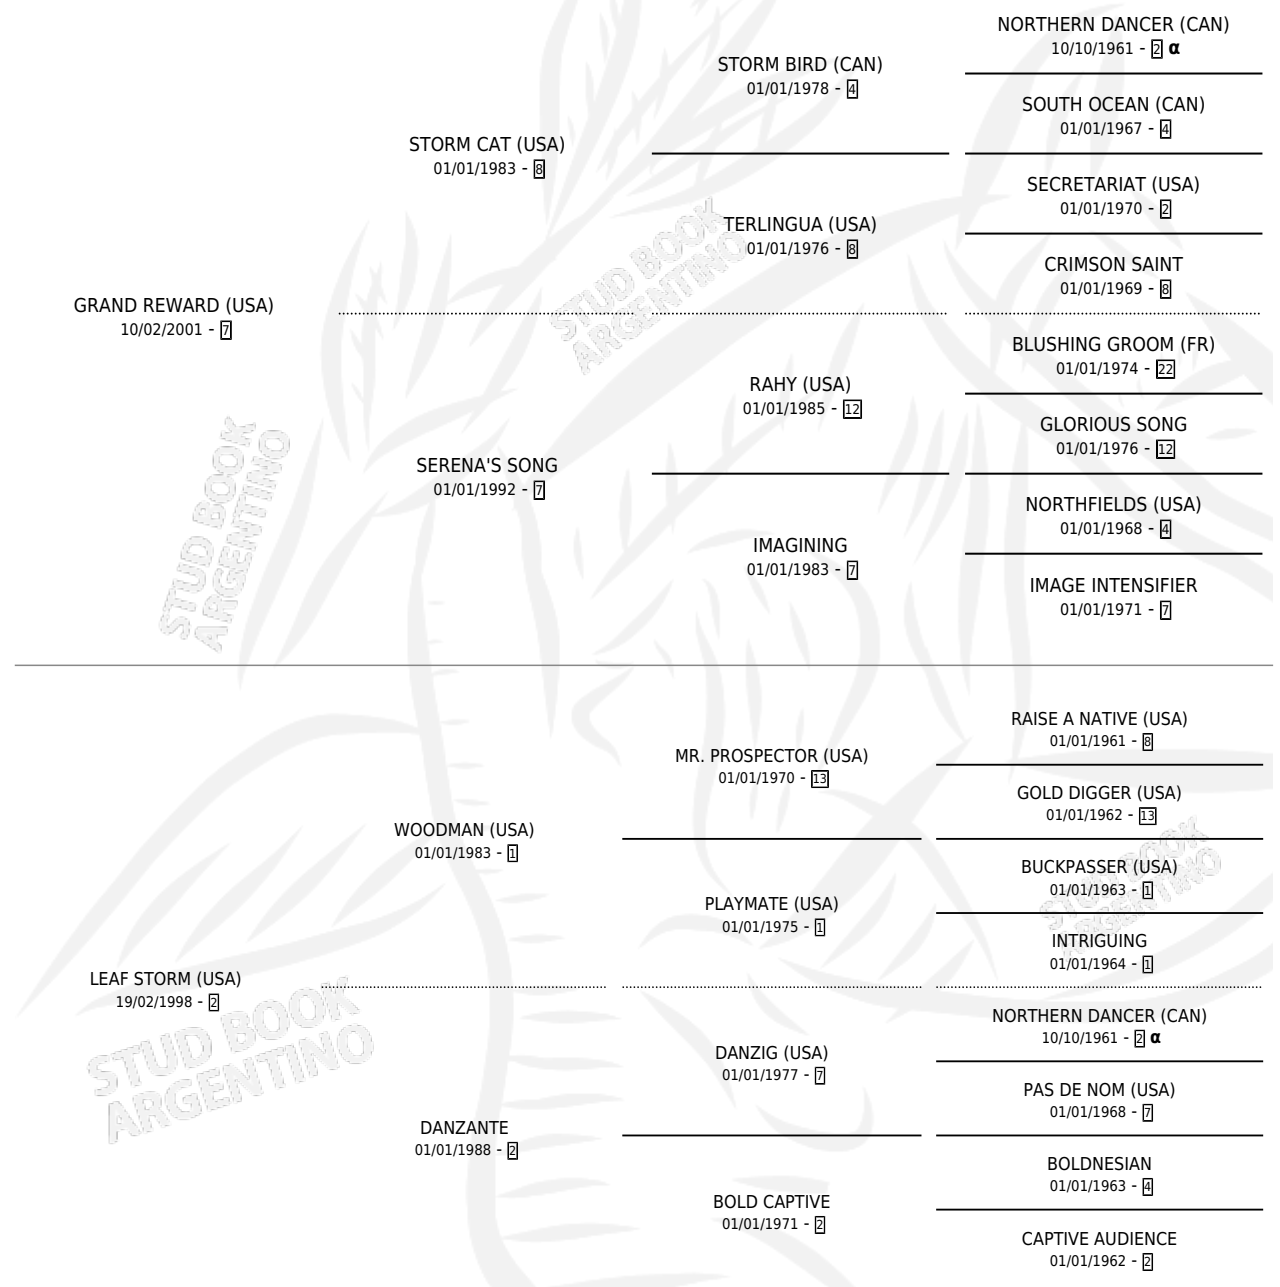 NORTHERN DANCER (CAN)
10/10/1961 - 2 α
STORM BIRD (CAN)
01/01/1978 - 4
SOUTH OCEAN (CAN)
01/01/1967 - 4
STORM CAT (USA)
01/01/1983 - 8
SECRETARIAT (USA)
01/01/1970 - 2
TERLINGUA (USA)
01/01/1976 - 8
CRIMSON SAINT
01/01/1969 - 8
GRAND REWARD (USA)
10/02/2001 - 7
BLUSHING GROOM (FR)
01/01/1974 - 22
RAHY (USA)
01/01/1985 - 12
GLORIOUS SONG
01/01/1976 - 12
SERENA'S SONG
01/01/1992 - 7
NORTHFIELDS (USA)
01/01/1968 - 4
IMAGINING
01/01/1983 - 7
IMAGE INTENSIFIER
01/01/1971 - 7
RAISE A NATIVE (USA)
01/01/1961 - 8
MR. PROSPECTOR (USA)
01/01/1970 - 13
GOLD DIGGER (USA)
01/01/1962 - 13
WOODMAN (USA)
01/01/1983 - 1
BUCKPASSER (USA)
01/01/1963 - 1
PLAYMATE (USA)
01/01/1975 - 1
INTRIGUING
01/01/1964 - 1
LEAF STORM (USA)
19/02/1998 - 2
NORTHERN DANCER (CAN)
10/10/1961 - 2 α
DANZIG (USA)
01/01/1977 - 7
PAS DE NOM (USA)
01/01/1968 - 7
DANZANTE
01/01/1988 - 2
BOLDNESIAN
01/01/1963 - 4
BOLD CAPTIVE
01/01/1971 - 2
CAPTIVE AUDIENCE
01/01/1962 - 2
STUD BOOK
ARGENTINO
STUD BOOK
ARGENTINO
STUD BOOK
ARGENTINO
STUD BOOK
ARGENTINO